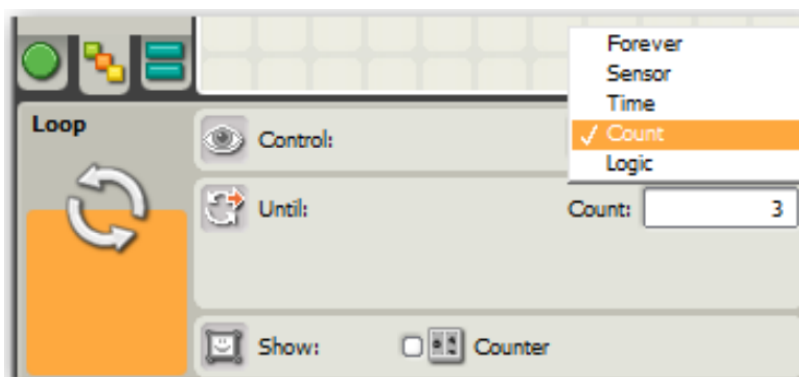 Forever
Sensor
Time
Count
Logic
Loop
Control:
Until:
Count: 3
Show:
Counter